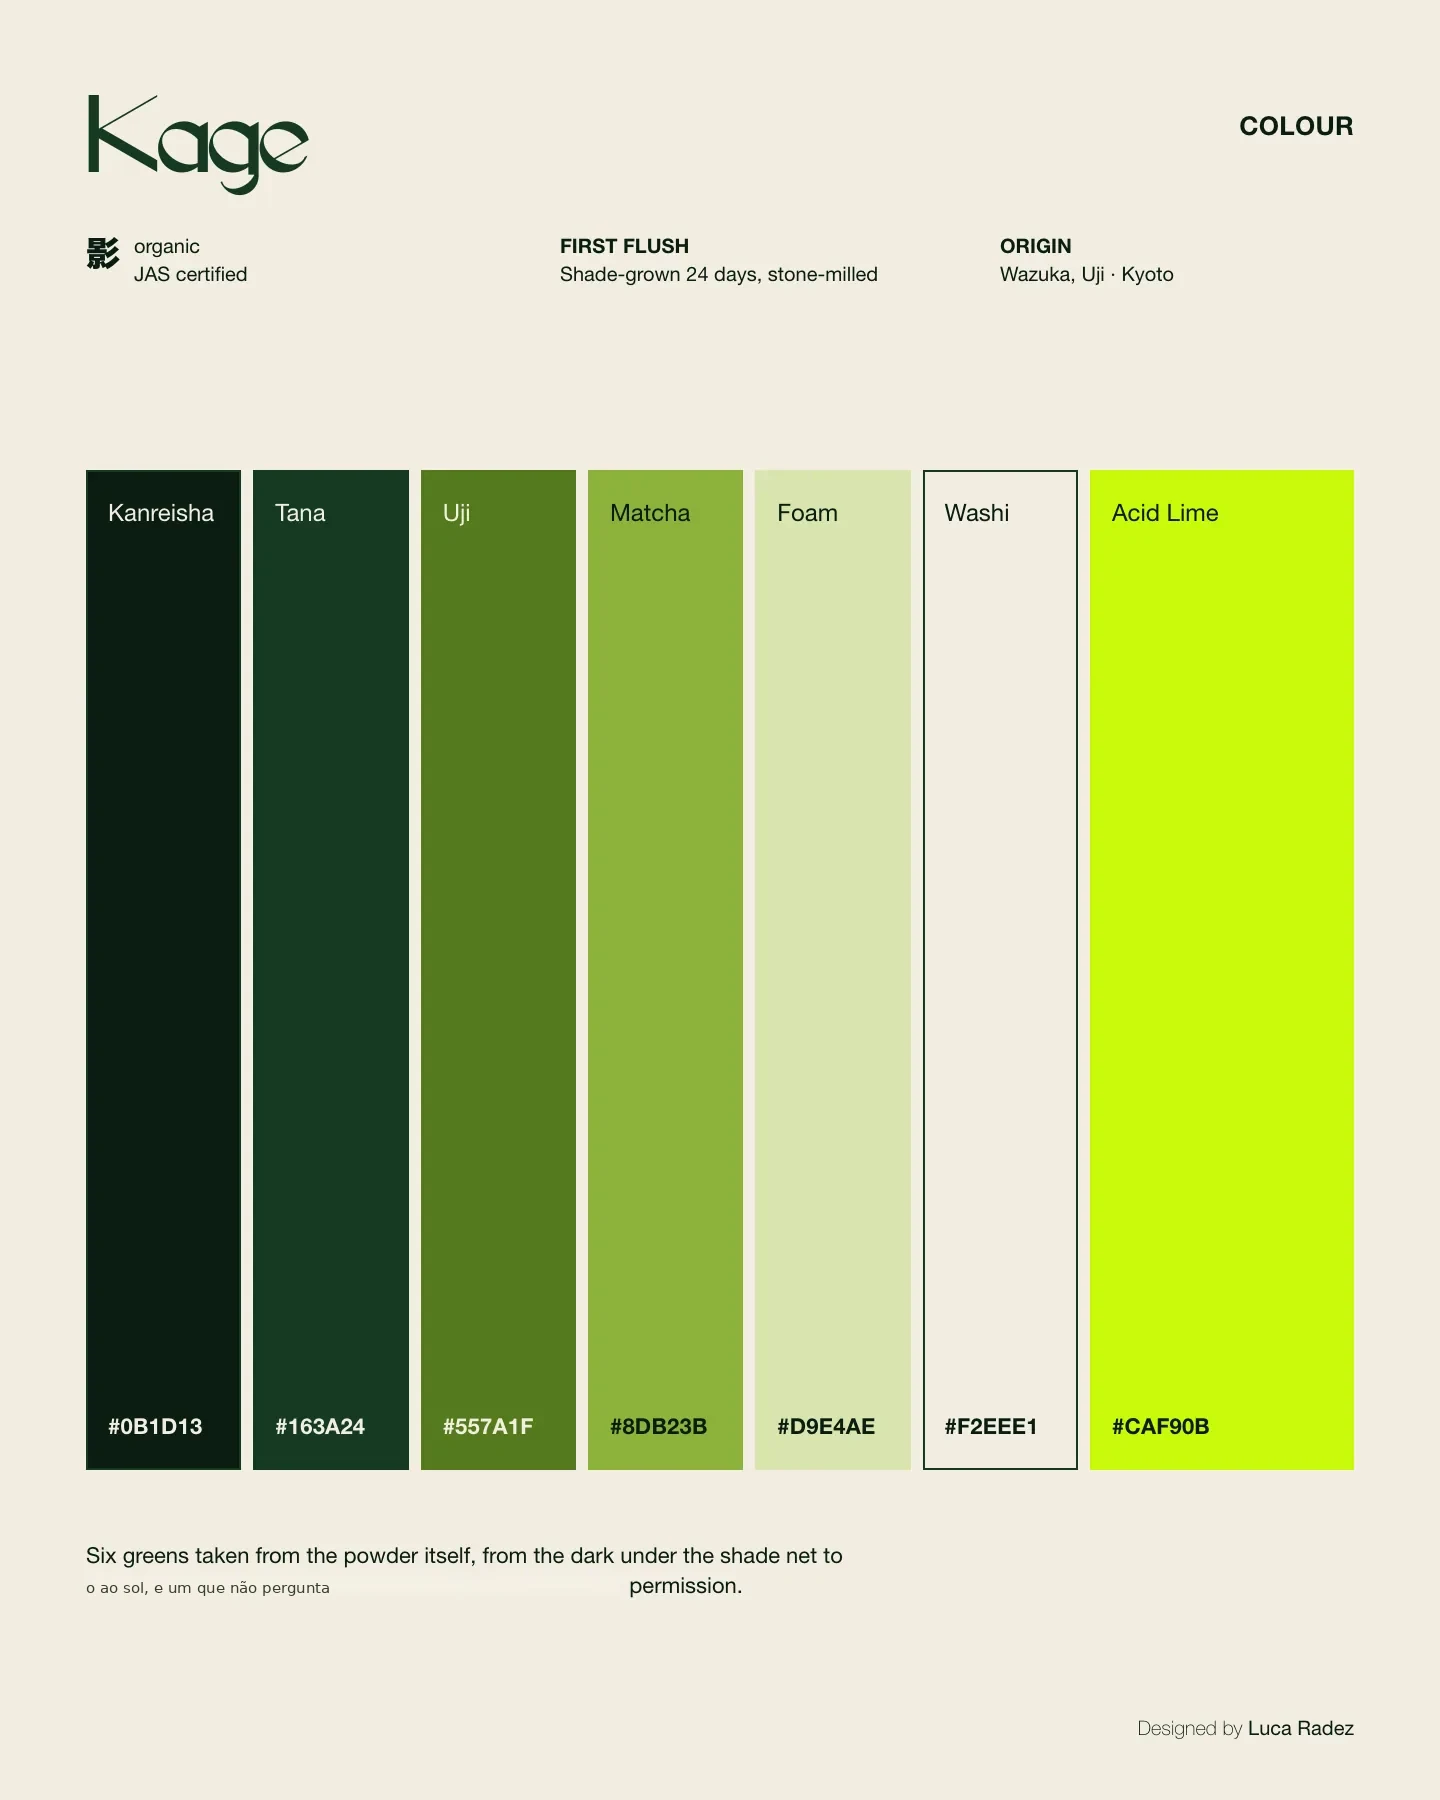 Kage
COLOUR
影
organic
JAS certified
FIRST FLUSH
Shade-grown 24 days, stone-milled
ORIGIN
Wazuka, Uji · Kyoto
Kanreisha
Tana
Uji
Matcha
Foam
Washi
Acid Lime
#0B1D13
#163A24
#557A1F
#8DB23B
#D9E4AE
#F2EEE1
#CAF90B
Six greens taken from the powder itself, from the dark under the shade net to
o ao sol, e um que não pergunta permission.
Designed by Luca Radez